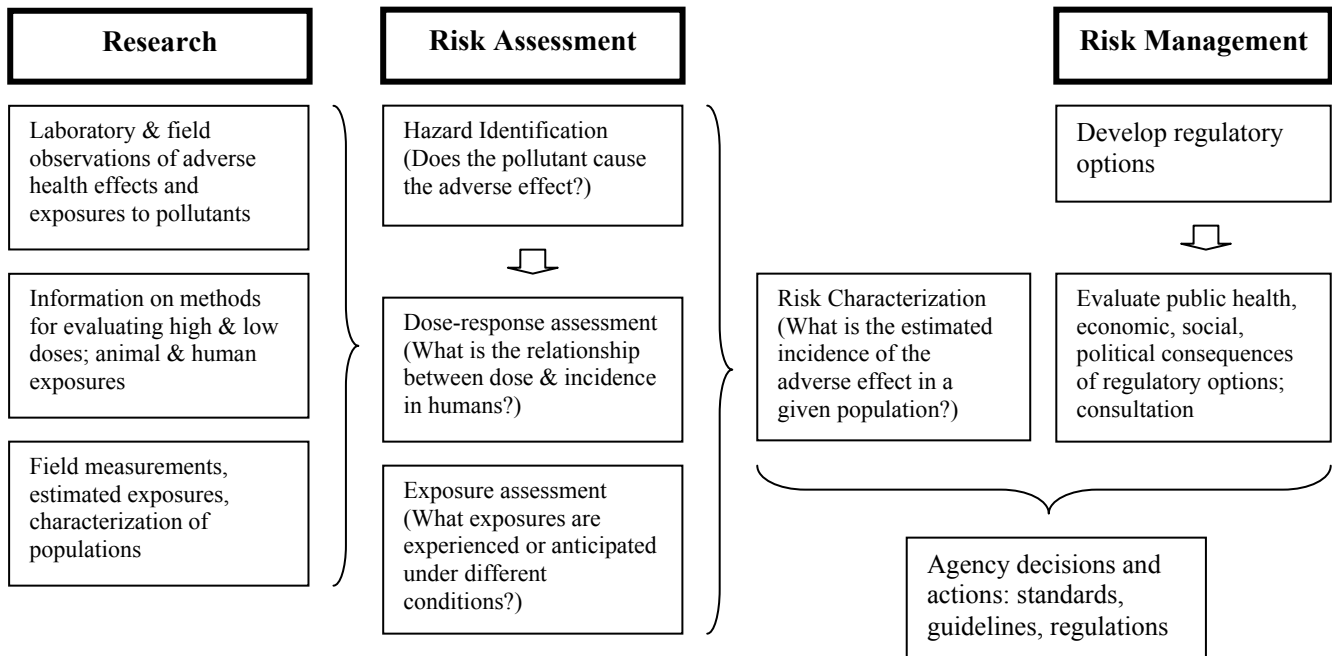 Research
Risk Assessment
Risk Management
Laboratory & field
observations of adverse
health effects and
exposures to pollutants
Information on methods
for evaluating high & low
doses; animal & human
exposures
Field measurements,
estimated exposures,
characterization of
populations
Hazard Identification
(Does the pollutant cause
the adverse effect?)
Dose-response assessment
(What is the relationship
between dose & incidence
in humans?)
Exposure assessment
(What exposures are
experienced or anticipated
under different
conditions?)
Risk Characterization
(What is the estimated
incidence of the
adverse effect in a
given population?)
Develop regulatory
options
Evaluate public health,
economic, social,
political consequences
of regulatory options;
consultation
Agency decisions and
actions: standards,
guidelines, regulations